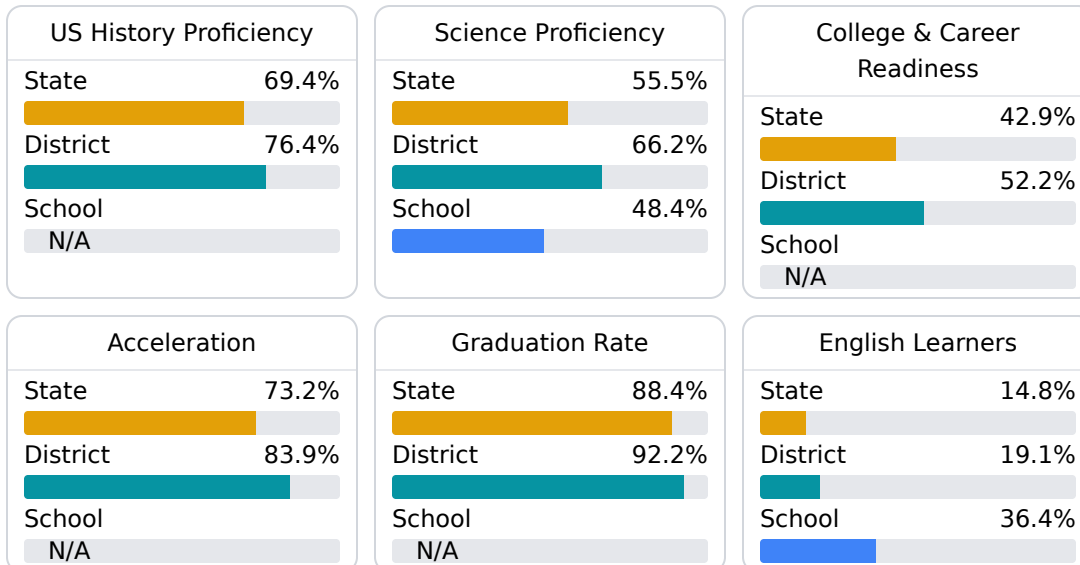 US History Proficiency
State 69.4%
District 76.4%
School
N/A
Science Proficiency
State 55.5%
District 66.2%
School 48.4%
College & Career
Readiness
State 42.9%
District 52.2%
School
N/A
Acceleration
State 73.2%
District 83.9%
School
N/A
Graduation Rate
State 88.4%
District 92.2%
School
N/A
English Learners
State 14.8%
District 19.1%
School 36.4%